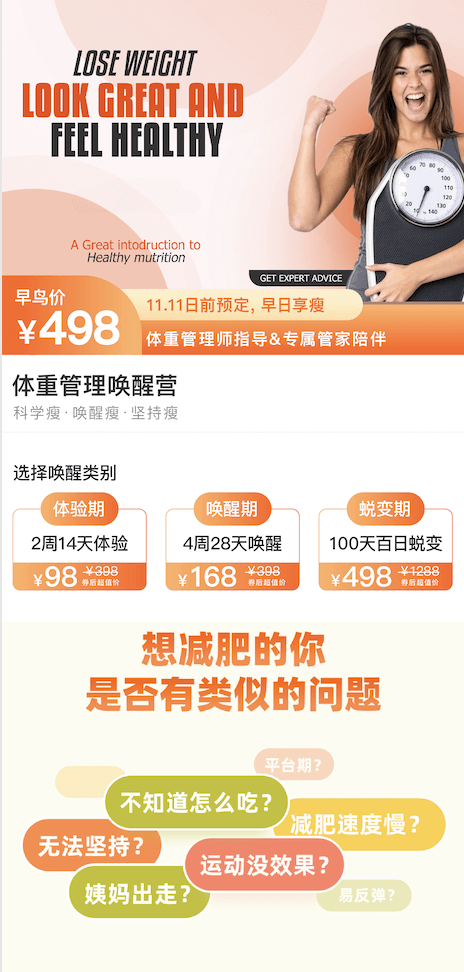 LOSE WEIGHT
LOOK GREAT AND
FEEL HEALTHY
A Great intodruction to
Healthy mutrition
GET EXPERT ADVICE
早鸟价
¥498
11.11日前预定, 早日享瘦
体重管理师指导&专属管家陪伴
体重管理唤醒营
科学瘦·唤醒瘦·坚持瘦
选择唤醒类别
体验期
2周14天体验
¥98 ¥398
券后超值价
唤醒期
4周28天唤醒
¥168 ¥398
券后超值价
蜕变期
100天百日蜕变
¥498 ¥1288
券后超值价
想减肥的你
是否有类似的问题
平台期?
不知道怎么吃?
减肥速度慢?
无法坚持?
运动没效果?
姨妈出走?
易反弹?